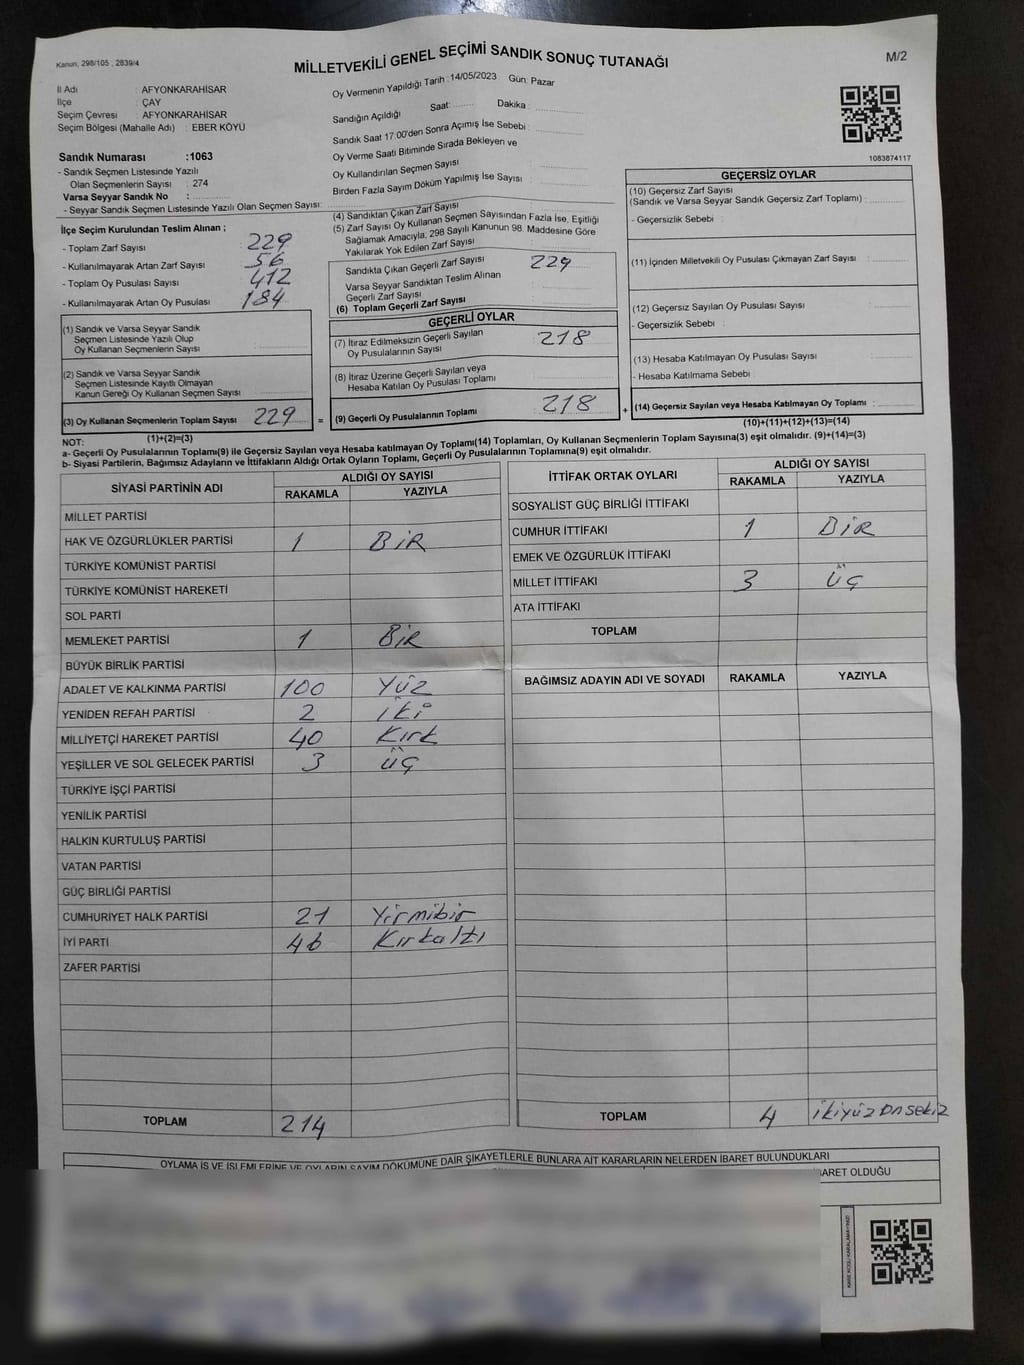 Kanun, 298/105 , 2839/4
MİLLETVEKİLİ GENEL SEÇİMİ SANDIK SONUÇ TUTANAĞI
M/2
İl Adı : AFYONKARAHİSAR
İlçe : ÇAY
Seçim Çevresi : AFYONKARAHİSAR
Seçim Bölgesi (Mahalle Adı) : EBER KÖYÜ
Sandık Numarası :1063
- Sandık Seçmen Listesinde Yazılı
Olan Seçmenlerin Sayısı : 274
Varsa Seyyar Sandık No :
- Seyyar Sandık Seçmen Listesinde Yazılı Olan Seçmen Sayısı:
Oy Vermenin Yapıldığı Tarih :14/05/2023 Gün: Pazar
Sandığın Açıldığı Saat: Dakika :
Sandık Saat 17:00'den Sonra Açımış İse Sebebi :
Oy Verme Saati Bitiminde Sırada Bekleyen ve
Oy Kullandırılan Seçmen Sayısı
Birden Fazla Sayım Döküm Yapılmış İse Sayısı :
1083874117
İlçe Seçim Kurulundan Teslim Alınan ;
- Toplam Zarf Sayısı 229
- Kullanılmayarak Artan Zarf Sayısı 56
- Toplam Oy Pusulası Sayısı 412
- Kullanılmayarak Artan Oy Pusulası 184
(1) Sandık ve Varsa Seyyar Sandık
Seçmen Listesinde Yazılı Olup
Oy Kullanan Seçmenlerin Sayısı :
(2) Sandık ve Varsa Seyyar Sandık
Seçmen Listesinde Kayıtlı Olmayan
Kanun Gereği Oy Kullanan Seçmen Sayısı :
(3) Oy Kullanan Seçmenlerin Toplam Sayısı 229 =
(1)+(2)=(3)
(4) Sandıktan Çıkan Zarf Sayısı
(5) Zarf Sayısı Oy Kullanan Seçmen Sayısından Fazla İse, Eşitliği
Sağlamak Amacıyla, 298 Sayılı Kanunun 98. Maddesine Göre
Yakılarak Yok Edilen Zarf Sayısı
Sandıkta Çıkan Geçerli Zarf Sayısı 229
Varsa Seyyar Sandıktan Teslim Alınan
Geçerli Zarf Sayısı
(6) Toplam Geçerli Zarf Sayısı
GEÇERLİ OYLAR
(7) İtiraz Edilmeksizin Geçerli Sayılan
Oy Pusulalarının Sayısı : 218
(8) İtiraz Üzerine Geçerli Sayılan veya
Hesaba Katılan Oy Pusulası Toplamı
(9) Geçerli Oy Pusulalarının Toplamı 218 +
GEÇERSİZ OYLAR
(10) Geçersiz Zarf Sayısı
(Sandık ve Varsa Seyyar Sandık Geçersiz Zarf Toplamı) :
- Geçersizlik Sebebi :
(11) İçinden Milletvekili Oy Pusulası Çıkmayan Zarf Sayısı :
(12) Geçersiz Sayılan Oy Pusulası Sayısı
- Geçersizlik Sebebi :
(13) Hesaba Katılmayan Oy Pusulası Sayısı
- Hesaba Katılmama Sebebi
(14) Geçersiz Sayılan veya Hesaba Katılmayan Oy Toplamı :
(10)+(11)+(12)+(13)=(14)
NOT:
a- Geçerli Oy Pusulalarının Toplamı(9) ile Geçersiz Sayılan veya Hesaba katılmayan Oy Toplamı(14) Toplamları, Oy Kullanan Seçmenlerin Toplam Sayısına(3) eşit olmalıdır. (9)+(14)=(3)
b- Siyasi Partilerin, Bağımsız Adayların ve İttifakların Aldığı Ortak Oyların Toplamı, Geçerli Oy Pusulalarının Toplamına(9) eşit olmalıdır.
SİYASİ PARTİNİN ADI ALDIĞI OY SAYISI
RAKAMLA YAZIYLA
MİLLET PARTİSİ
HAK VE ÖZGÜRLÜKLER PARTİSİ 1 BİR
TÜRKİYE KOMÜNİST PARTİSİ
TÜRKİYE KOMÜNİST HAREKETİ
SOL PARTİ
MEMLEKET PARTİSİ 1 BİR
BÜYÜK BİRLİK PARTİSİ
ADALET VE KALKINMA PARTİSİ 100 Yüz
YENİDEN REFAH PARTİSİ 2 iki
MİLLİYETÇİ HAREKET PARTİSİ 40 Kırk
YEŞİLLER VE SOL GELECEK PARTİSİ 3 üç
TÜRKİYE İŞÇİ PARTİSİ
YENİLİK PARTİSİ
HALKIN KURTULUŞ PARTİSİ
VATAN PARTİSİ
GÜÇ BİRLİĞİ PARTİSİ
CUMHURİYET HALK PARTİSİ 21 Yirmibir
İYİ PARTİ 46 Kırkaltı
ZAFER PARTİSİ
TOPLAM 214
İTTİFAK ORTAK OYLARI ALDIĞI OY SAYISI
RAKAMLA YAZIYLA
SOSYALİST GÜÇ BİRLİĞİ İTTİFAKI
CUMHUR İTTİFAKI 1 BİR
EMEK VE ÖZGÜRLÜK İTTİFAKI
MİLLET İTTİFAKI 3 üç
ATA İTTİFAKI
TOPLAM
BAĞIMSIZ ADAYIN ADI VE SOYADI RAKAMLA YAZIYLA
TOPLAM 4 ikiyüz onsekiz
OYLAMA İŞ VE İŞLEMLERİNE VE OYLARIN SAYIM DÖKÜMÜNE DAİR ŞİKAYETLERLE BUNLARA AİT KARARLARIN NELERDEN İBARET BULUNDUKLARI
BARET OLDUĞU